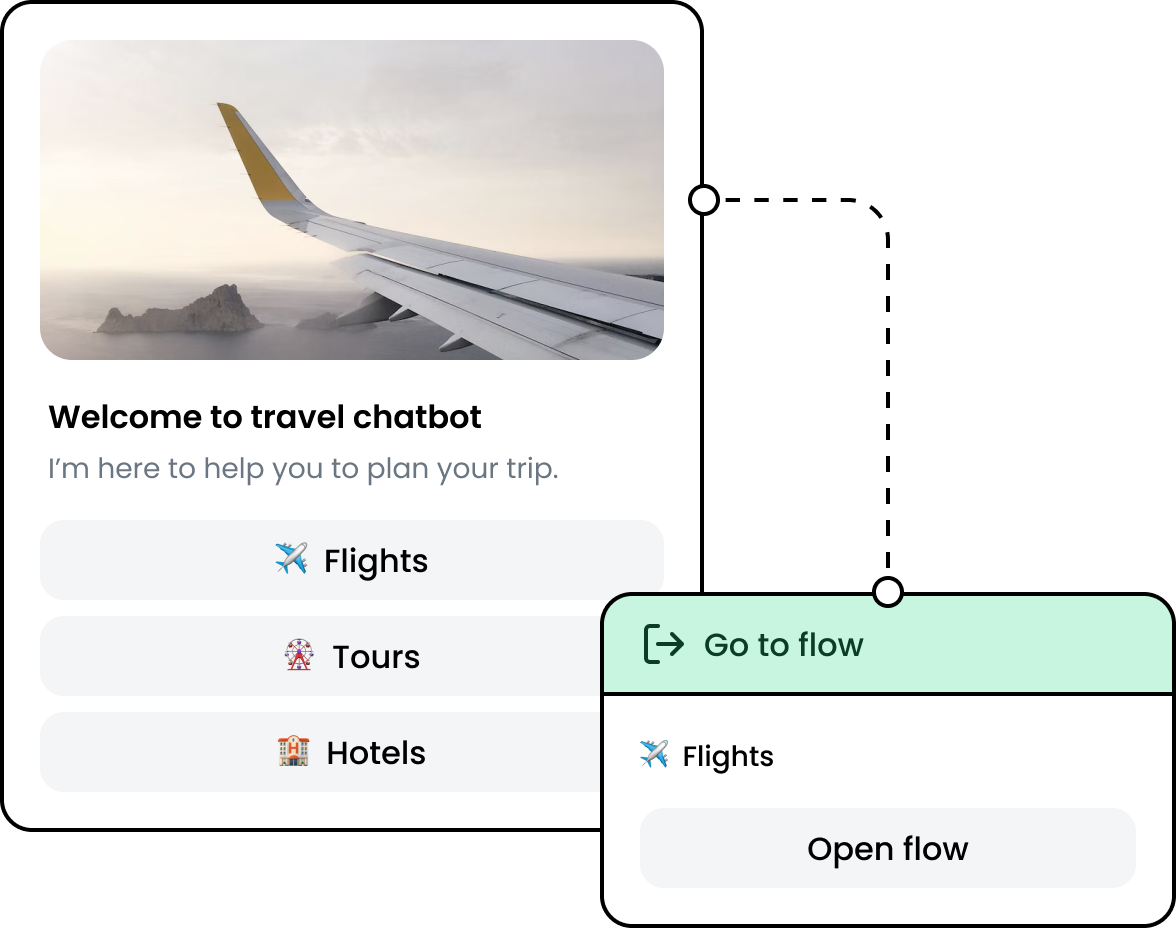 Welcome to travel chatbot
I’m here to help you to plan your trip.
✈️ Flights
🎡 Tours
🏨 Hotels
Go to flow
✈️ Flights
Open flow